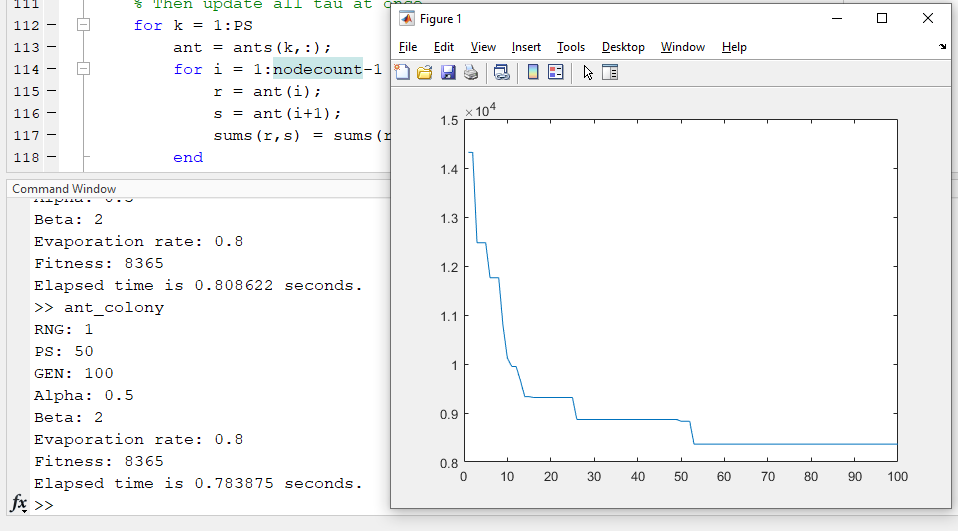 111 % Then update all tau at once
112 for k = 1:PS
113 ant = ants(k,:);
114 for i = 1:nodecount-1
115 r = ant(i);
116 s = ant(i+1);
117 sums(r,s) = sums(r
118 end
Command Window
Alpha: 0.5
Beta: 2
Evaporation rate: 0.8
Fitness: 8365
Elapsed time is 0.808622 seconds.
>> ant_colony
RNG: 1
PS: 50
GEN: 100
Alpha: 0.5
Beta: 2
Evaporation rate: 0.8
Fitness: 8365
Elapsed time is 0.783875 seconds.
fx >>
Figure 1
File Edit View Insert Tools Desktop Window Help
×10⁴
1.5
1.4
1.3
1.2
1.1
1
0.9
0.8
0 10 20 30 40 50 60 70 80 90 100